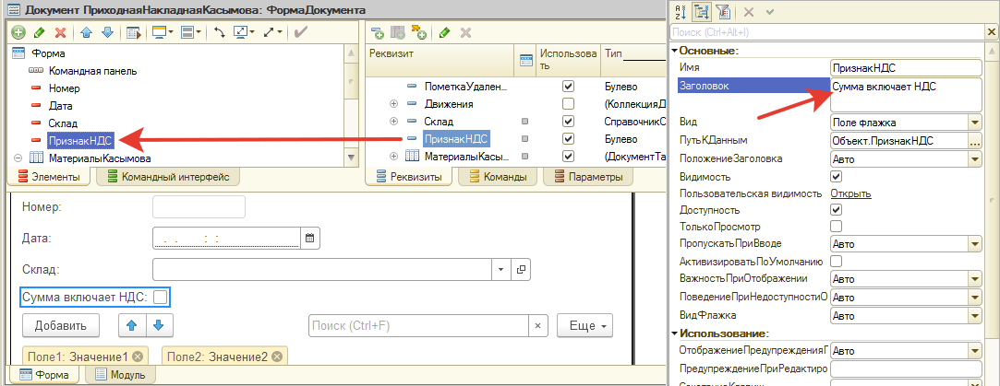 Документ ПриходнаяНакладнаяКасымова: ФормаДокумента
Форма
Командная панель
Номер
Дата
Склад
ПризнакНДС
МатериалыКасымова
Элементы
Командный интерфейс
Реквизит
Использова
ть
Тип
ПометкаУдален...
Булево
Движения
(КоллекцияД
Склад
СправочникС
ПризнакНДС
Булево
МатериалыКасы...
(ДокументТа
Реквизиты
Команды
Параметры
Номер:
Дата:
. . : :
Склад:
Сумма включает НДС:
Добавить
Поиск (Ctrl+F)
×
Еще
Поле1: Значение1
Поле2: Значение2
Форма
Модуль
Поиск (Ctrl+Alt+I)
Основные:
Имя
ПризнакНДС
Заголовок
Сумма включает НДС
Вид
Поле флажка
ПутьКДанным
Объект.ПризнакНДС
...
ПоложениеЗаголовка
Авто
Видимость
Пользовательская видимость
Открыть
Доступность
ТолькоПросмотр
ПропускатьПриВводе
Авто
АктивизироватьПоУмолчанию
ВажностьПриОтображении
Авто
ПоведениеПриНедоступностиО
Авто
ВидФлажка
Авто
Использование:
ОтображениеПредупрежденияП
Авто
ПредупреждениеПриРедактиро